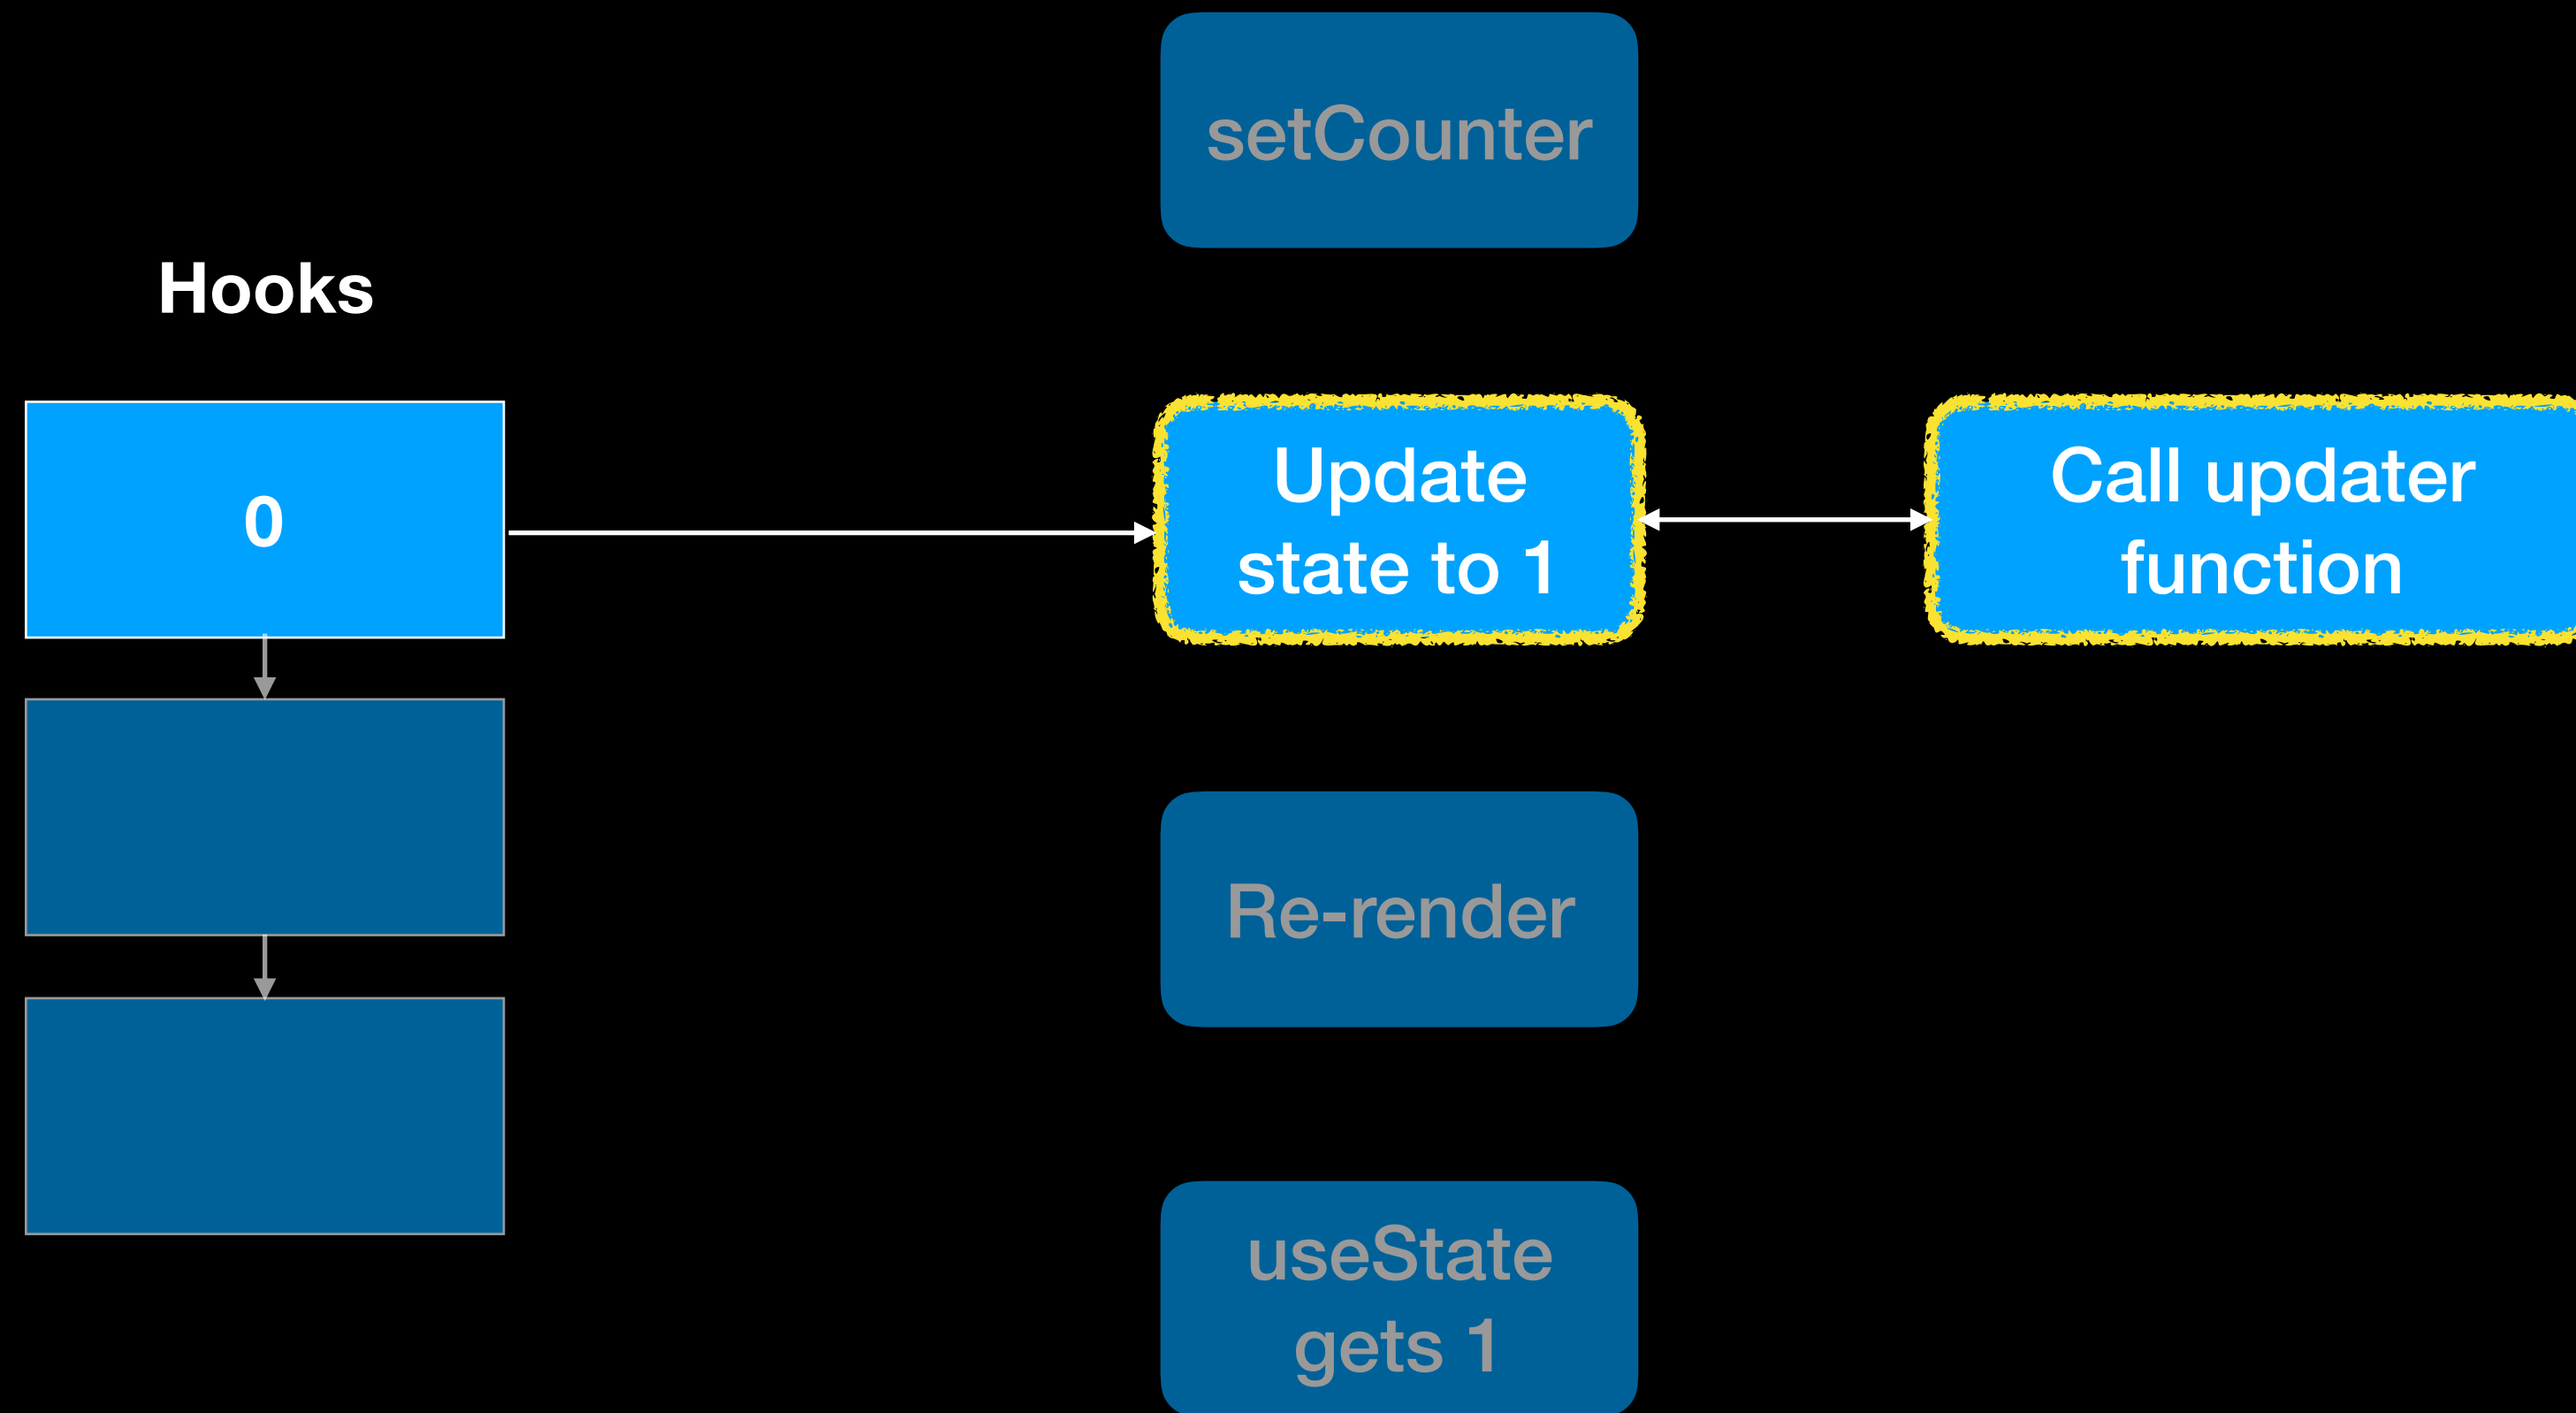 setCounter
Hooks
0
Update
state to 1
Call updater
function
Re-render
useState
gets 1